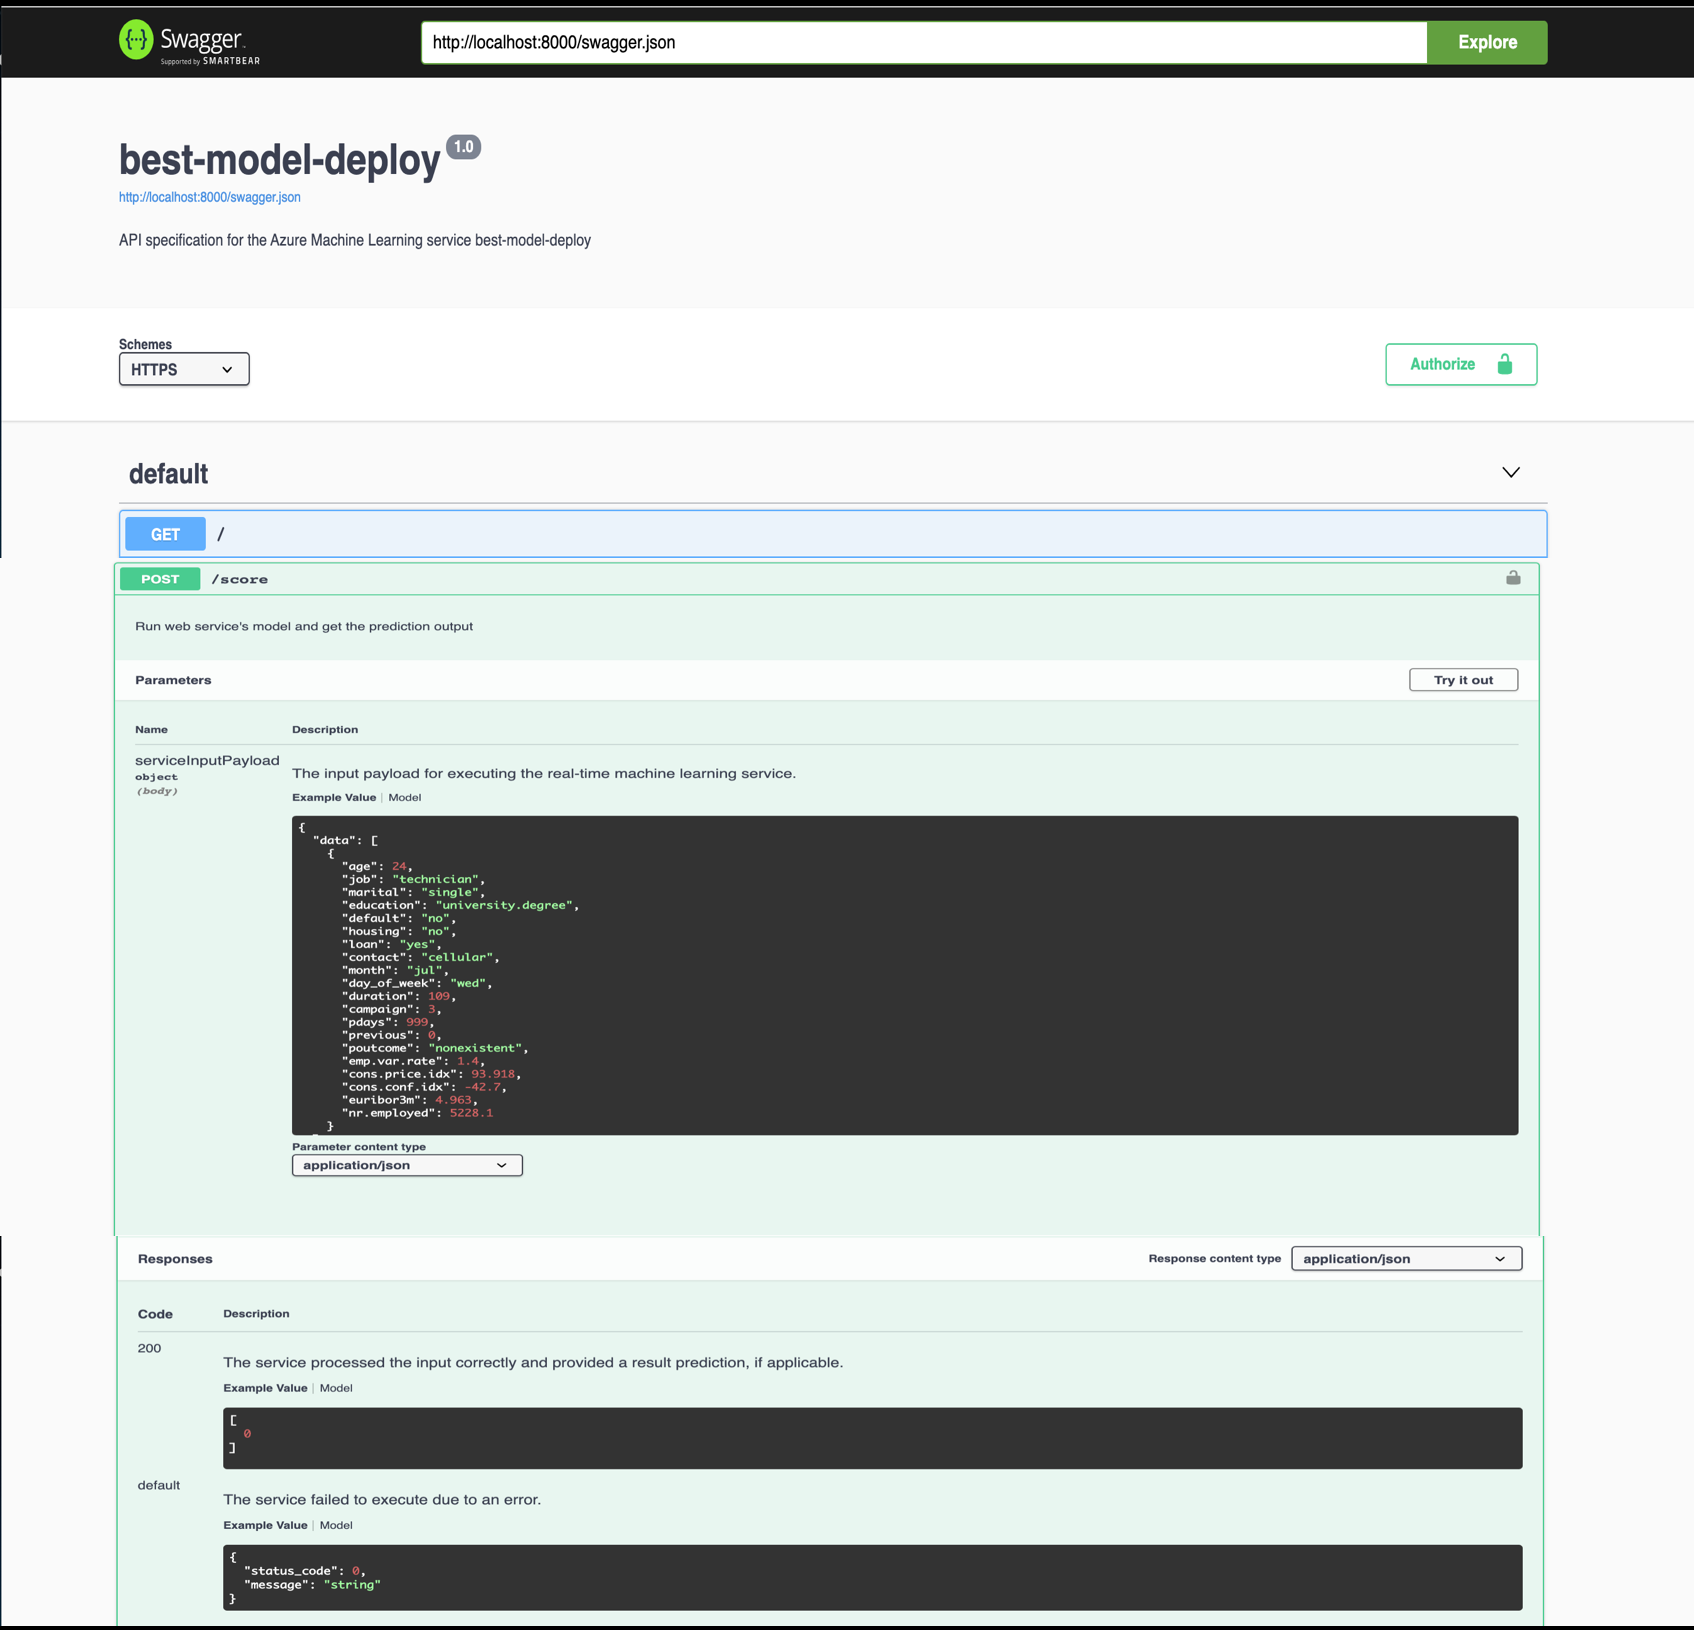 Swagger
Supported by SMARTBEAR
http://localhost:8000/swagger.json
Explore
best-model-deploy 1.0
http://localhost:8000/swagger.json
API specification for the Azure Machine Learning service best-model-deploy
Schemes
HTTPS
Authorize
default
GET /
POST /score
Run web service's model and get the prediction output
Parameters
Try it out
Name Description
serviceInputPayload
object
(body)
The input payload for executing the real-time machine learning service.
Example Value | Model
{
"data": [
{
"age": 24,
"job": "technician",
"marital": "single",
"education": "university.degree",
"default": "no",
"housing": "no",
"loan": "yes",
"contact": "cellular",
"month": "jul",
"day_of_week": "wed",
"duration": 109,
"campaign": 3,
"pdays": 999,
"previous": 0,
"poutcome": "nonexistent",
"emp.var.rate": 1.4,
"cons.price.idx": 93.918,
"cons.conf.idx": -42.7,
"euribor3m": 4.963,
"nr.employed": 5228.1
}
Parameter content type
application/json
Responses
Response content type application/json
Code Description
200
The service processed the input correctly and provided a result prediction, if applicable.
Example Value | Model
[
0
]
default
The service failed to execute due to an error.
Example Value | Model
{
"status_code": 0,
"message": "string"
}